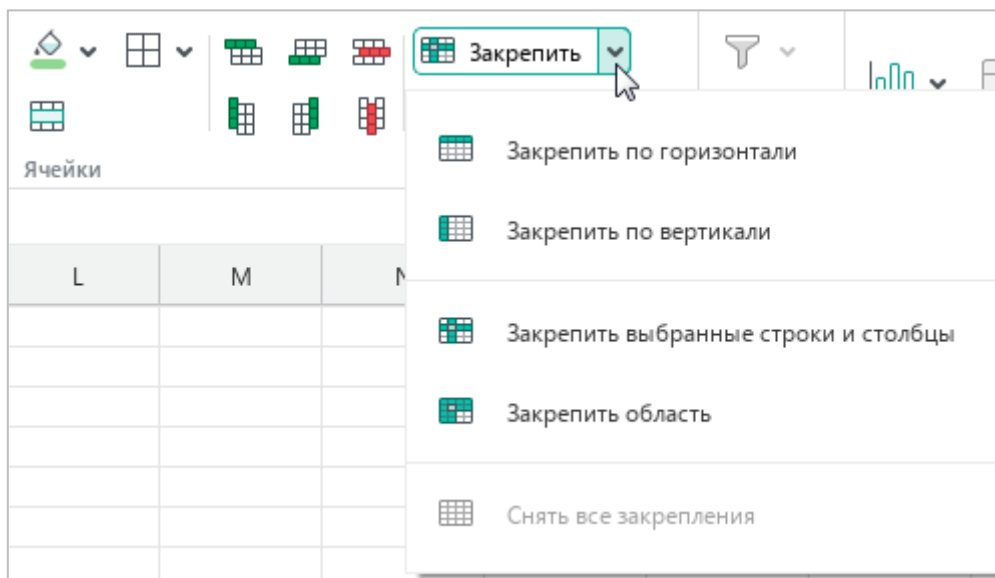 Закрепить
Закрепить по горизонтали
Ячейки
Закрепить по вертикали
L M
Закрепить выбранные строки и столбцы
Закрепить область
Снять все закрепления